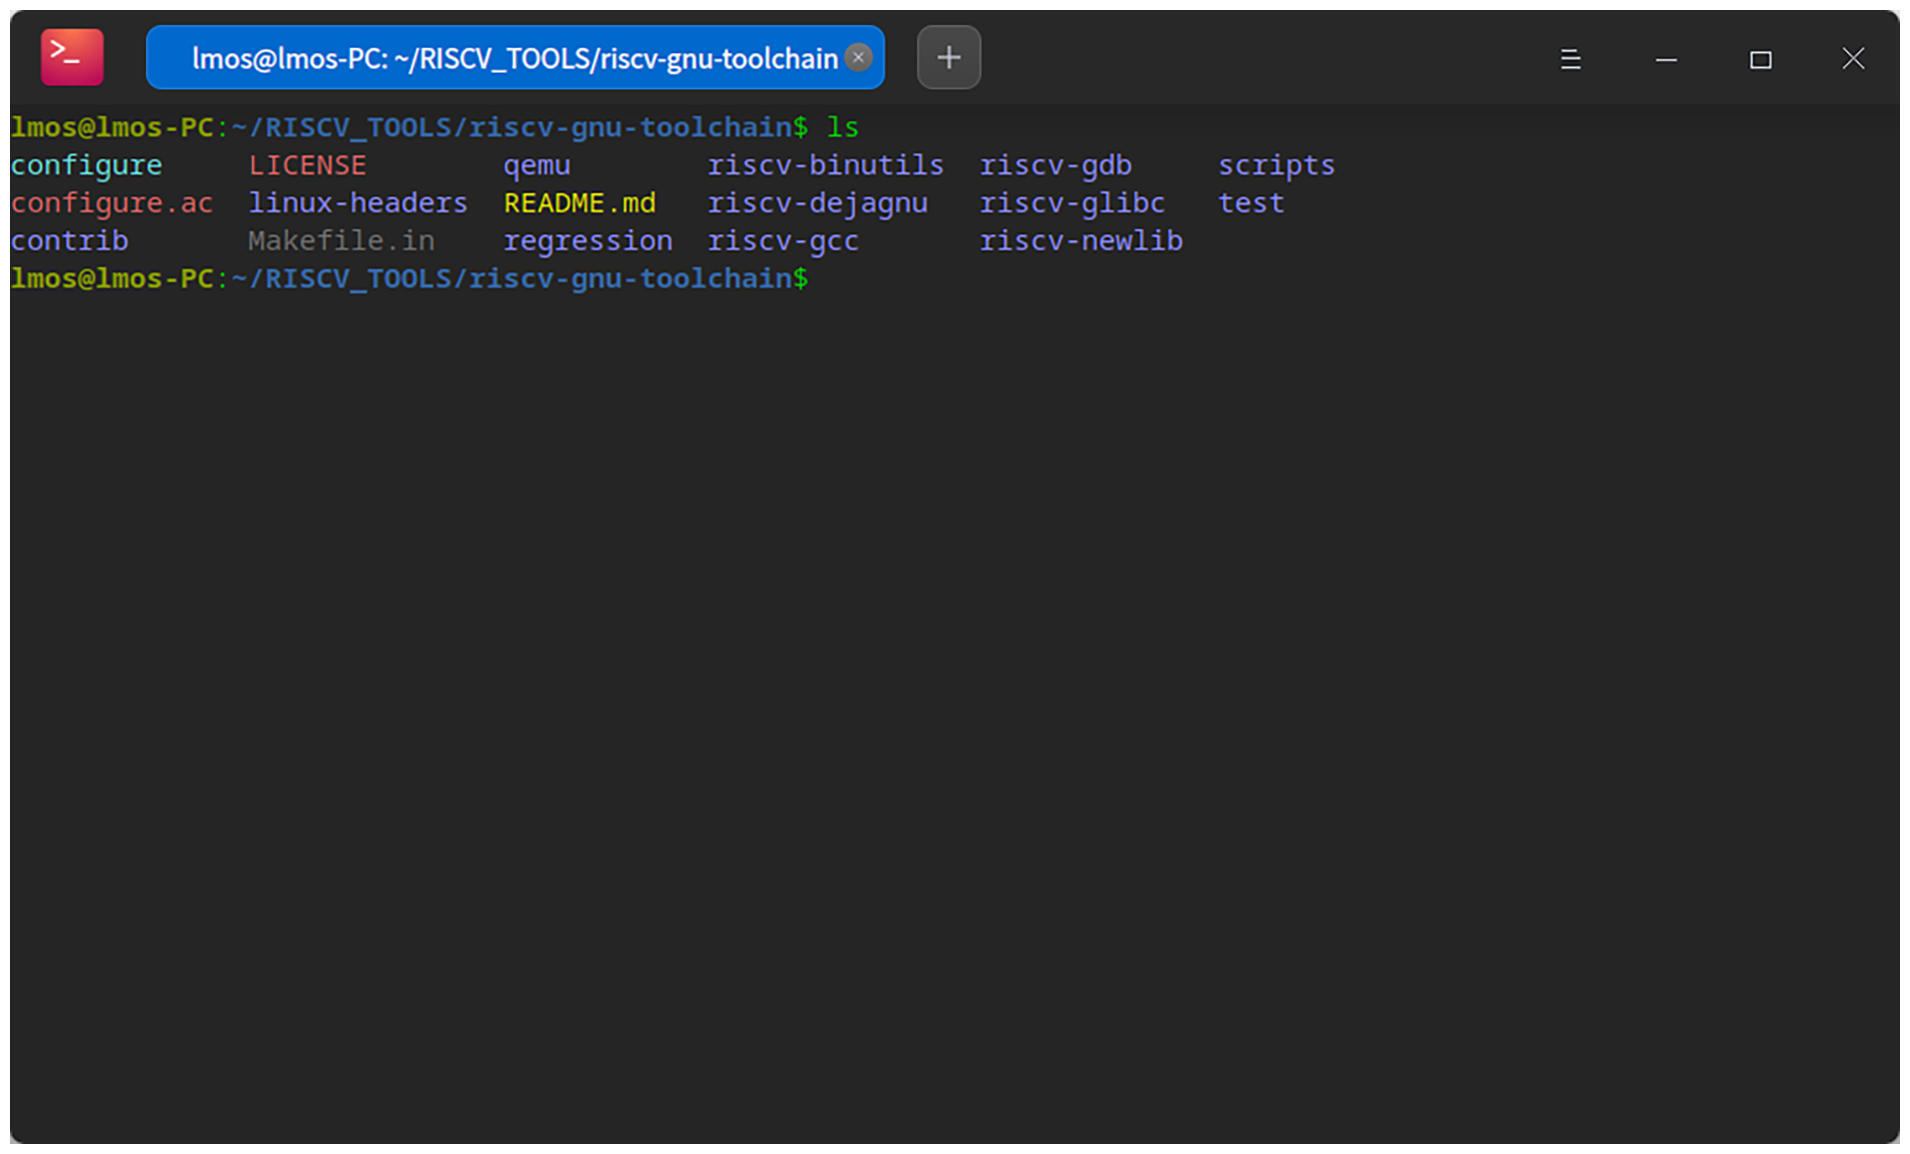 lmos@lmos-PC: ~/RISCV_TOOLS/riscv-gnu-toolchain
lmos@lmos-PC:~/RISCV_TOOLS/riscv-gnu-toolchain$ ls
configure LICENSE qemu riscv-binutils riscv-gdb scripts
configure.ac linux-headers README.md riscv-dejagnu riscv-glibc test
contrib Makefile.in regression riscv-gcc riscv-newlib
lmos@lmos-PC:~/RISCV_TOOLS/riscv-gnu-toolchain$